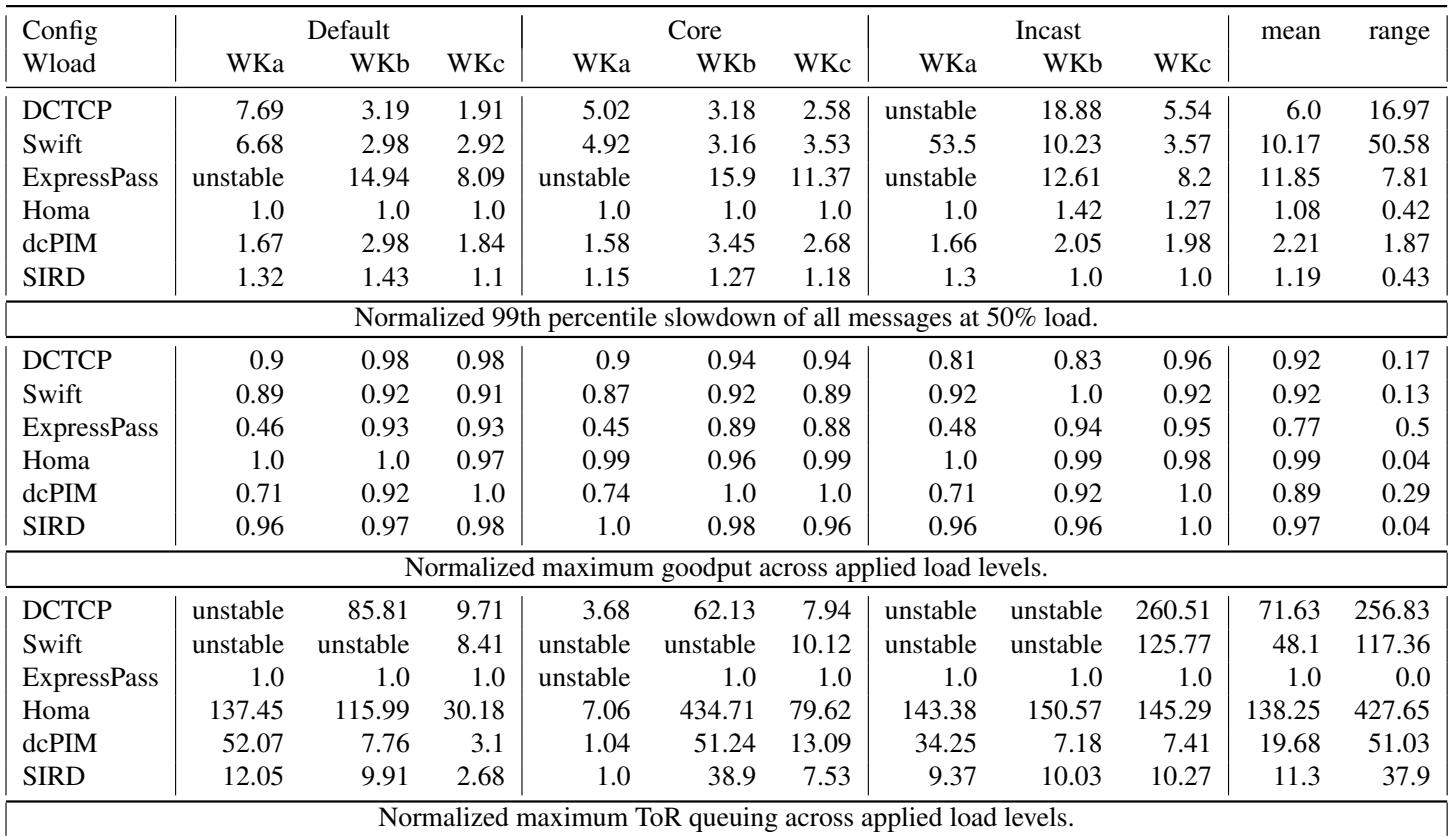 Config Default Core Incast mean range
Wload WKa WKb WKc WKa WKb WKc WKa WKb WKc
DCTCP 7.69 3.19 1.91 5.02 3.18 2.58 unstable 18.88 5.54 6.0 16.97
Swift 6.68 2.98 2.92 4.92 3.16 3.53 53.5 10.23 3.57 10.17 50.58
ExpressPass unstable 14.94 8.09 unstable 15.9 11.37 unstable 12.61 8.2 11.85 7.81
Homa 1.0 1.0 1.0 1.0 1.0 1.0 1.0 1.42 1.27 1.08 0.42
dcPIM 1.67 2.98 1.84 1.58 3.45 2.68 1.66 2.05 1.98 2.21 1.87
SIRD 1.32 1.43 1.1 1.15 1.27 1.18 1.3 1.0 1.0 1.19 0.43
Normalized 99th percentile slowdown of all messages at 50% load.
DCTCP 0.9 0.98 0.98 0.9 0.94 0.94 0.81 0.83 0.96 0.92 0.17
Swift 0.89 0.92 0.91 0.87 0.92 0.89 0.92 1.0 0.92 0.92 0.13
ExpressPass 0.46 0.93 0.93 0.45 0.89 0.88 0.48 0.94 0.95 0.77 0.5
Homa 1.0 1.0 0.97 0.99 0.96 0.99 1.0 0.99 0.98 0.99 0.04
dcPIM 0.71 0.92 1.0 0.74 1.0 1.0 0.71 0.92 1.0 0.89 0.29
SIRD 0.96 0.97 0.98 1.0 0.98 0.96 0.96 0.96 1.0 0.97 0.04
Normalized maximum goodput across applied load levels.
DCTCP unstable 85.81 9.71 3.68 62.13 7.94 unstable unstable 260.51 71.63 256.83
Swift unstable unstable 8.41 unstable unstable 10.12 unstable unstable 125.77 48.1 117.36
ExpressPass 1.0 1.0 1.0 unstable 1.0 1.0 1.0 1.0 1.0 1.0 0.0
Homa 137.45 115.99 30.18 7.06 434.71 79.62 143.38 150.57 145.29 138.25 427.65
dcPIM 52.07 7.76 3.1 1.04 51.24 13.09 34.25 7.18 7.41 19.68 51.03
SIRD 12.05 9.91 2.68 1.0 38.9 7.53 9.37 10.03 10.27 11.3 37.9
Normalized maximum ToR queuing across applied load levels.